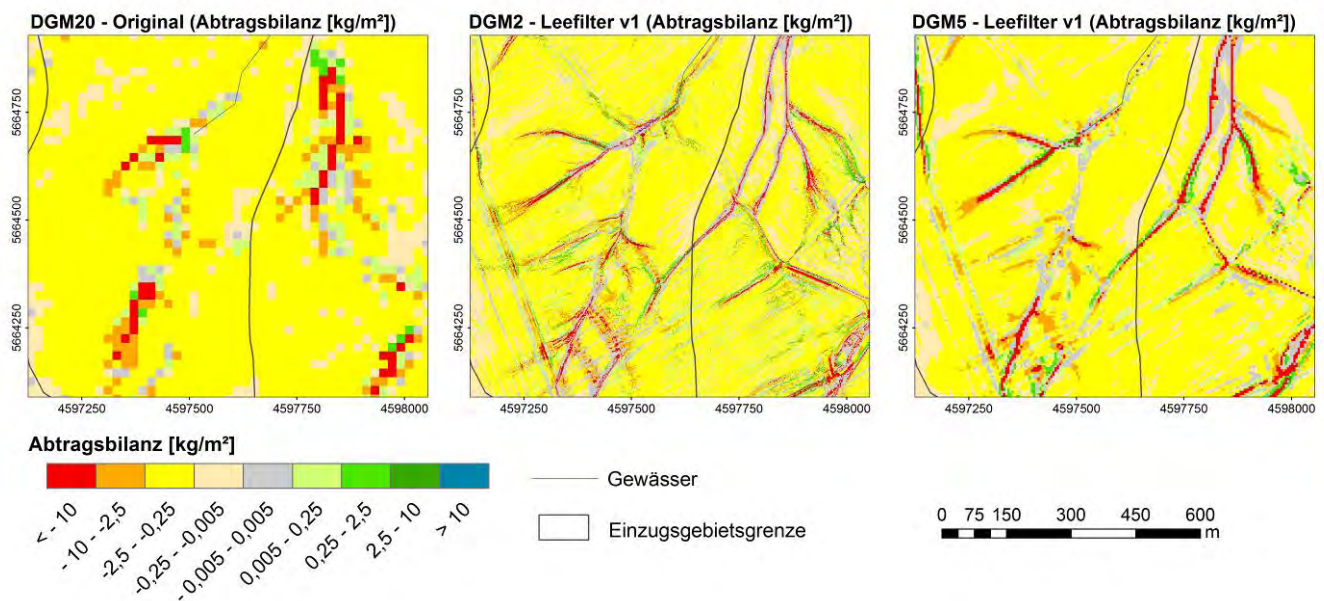 DGM20 - Original (Abtragsbilanz [kg/m²])
DGM2 - Leefilter v1 (Abtragsbilanz [kg/m²])
DGM5 - Leefilter v1 (Abtragsbilanz [kg/m²])
5664750
5664500
5664250
4597250 4597500 4597750 4598000
5664750
5664500
5664250
4597250 4597500 4597750 4598000
5664750
5664500
5664250
4597250 4597500 4597750 4598000
Abtragsbilanz [kg/m²]
< - 10
- 10 - -2,5
-2,5 - -0,25
-0,25 - -0,005
- 0,005 - 0,005
0,005 - 0,25
0,25 - 2,5
2,5 - 10
> 10
Gewässer
Einzugsgebietsgrenze
0 75 150 300 450 600
m